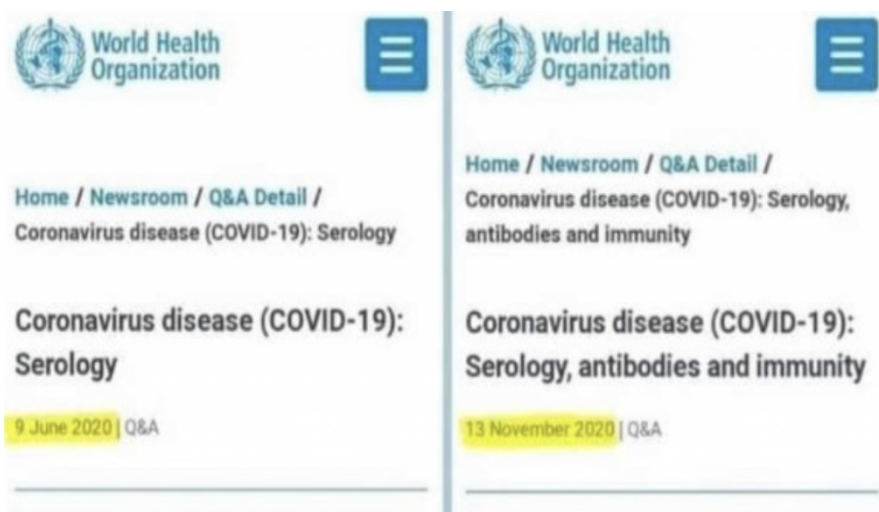 World Health
Organization
Home / Newsroom / Q&A Detail /
Coronavirus disease (COVID-19): Serology
Coronavirus disease (COVID-19):
Serology
9 June 2020 | Q&A
World Health
Organization
Home / Newsroom / Q&A Detail /
Coronavirus disease (COVID-19): Serology,
antibodies and immunity
Coronavirus disease (COVID-19):
Serology, antibodies and immunity
13 November 2020 | Q&A